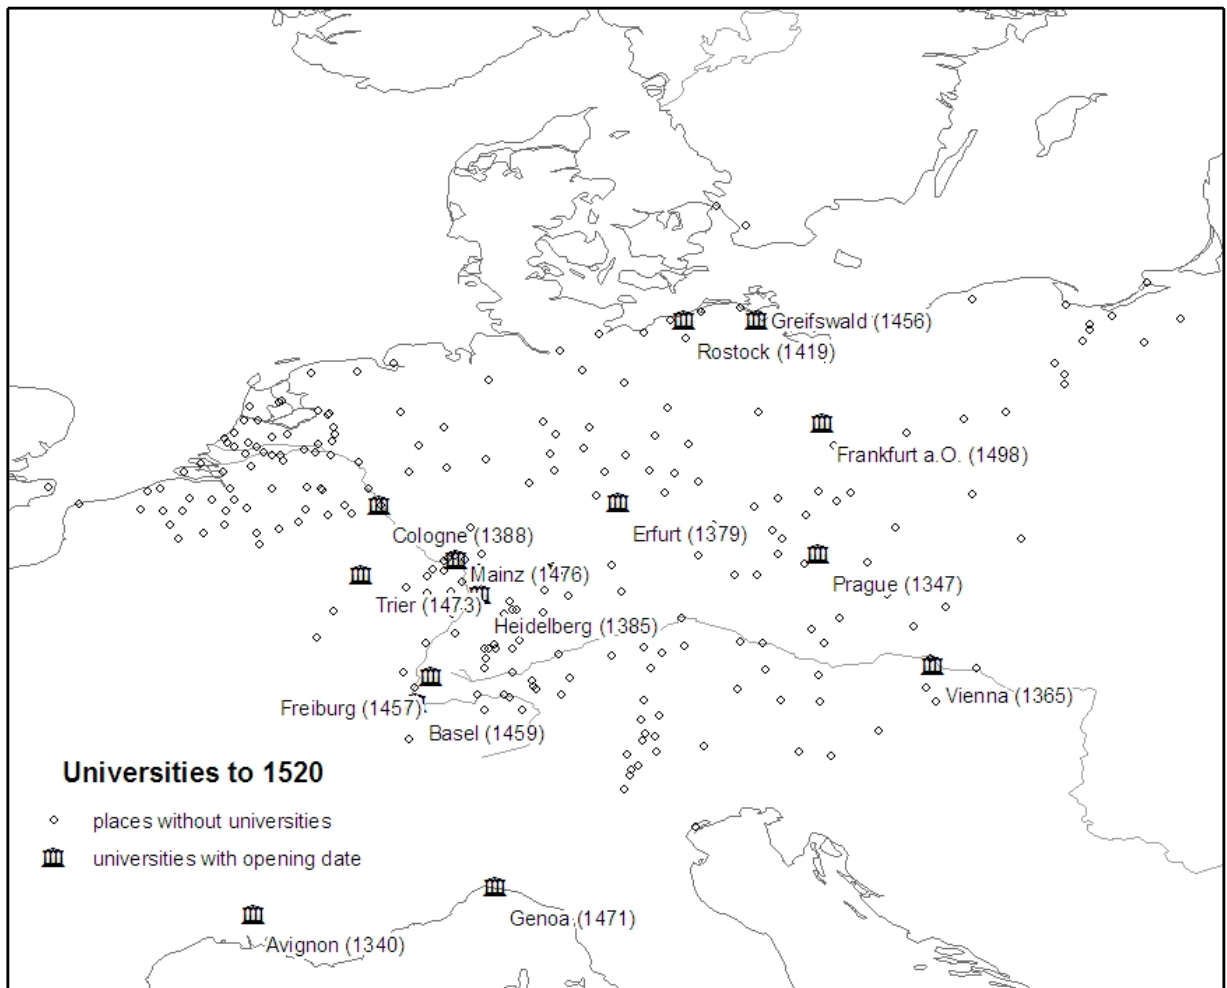 Greifswald (1456)
Rostock (1419)
Frankfurt a.O. (1498)
Cologne (1388)
Erfurt (1379)
Mainz (1476)
Prague (1347)
Trier (1473)
Heidelberg (1385)
Vienna (1365)
Freiburg (1457)
Basel (1459)
Universities to 1520
places without universities
universities with opening date
Genoa (1471)
Avignon (1340)